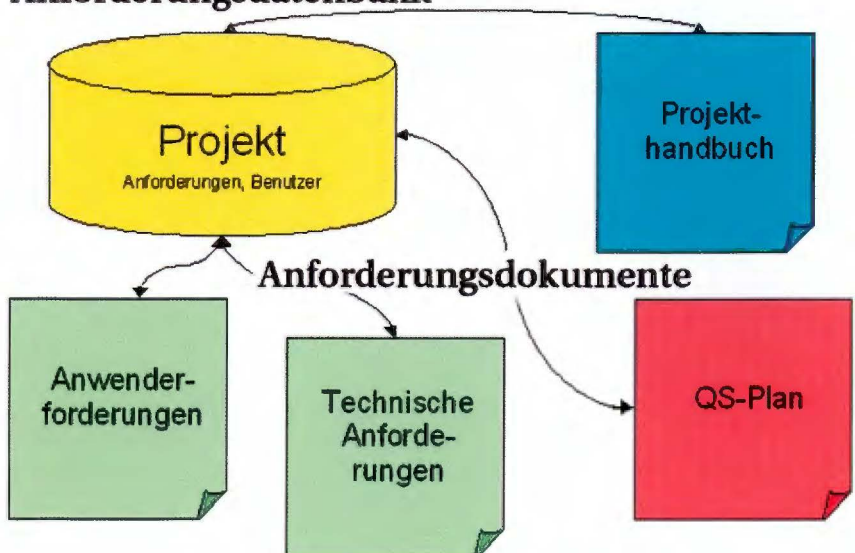 Projekt
Anforderungen, Benutzer
Projekt-
handbuch
Anforderungsdokumente
Anwender-
forderungen
Technische
Anforde-
rungen
QS-Plan